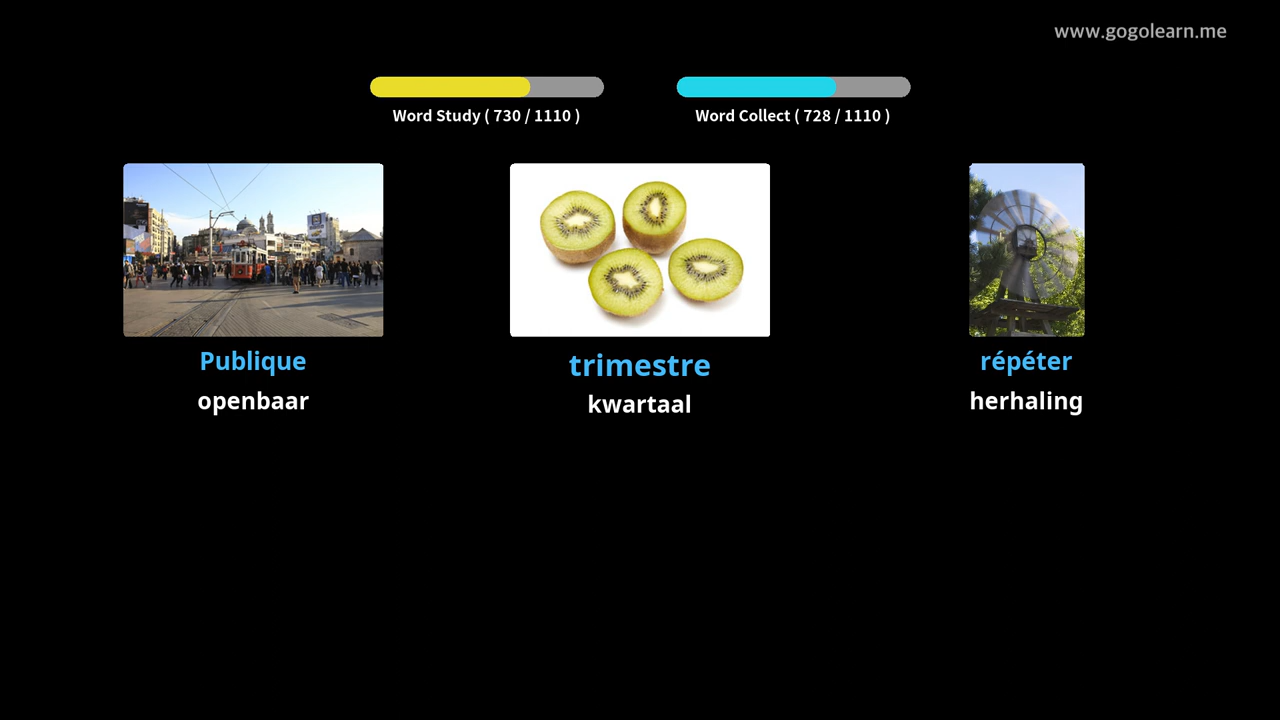 www.gogolearn.me
Word Study ( 730 / 1110 )
Word Collect ( 728 / 1110 )
Publique
openbaar
trimestre
kwartaal
répéter
herhaling